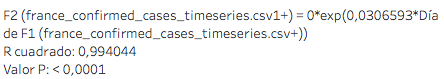 F2 (france_confirmed_cases_timeseries.csv1+) = 0*exp(0,0306593*Día
de F1 (france_confirmed_cases_timeseries.csv+))
R cuadrado: 0,994044
Valor P: < 0,0001